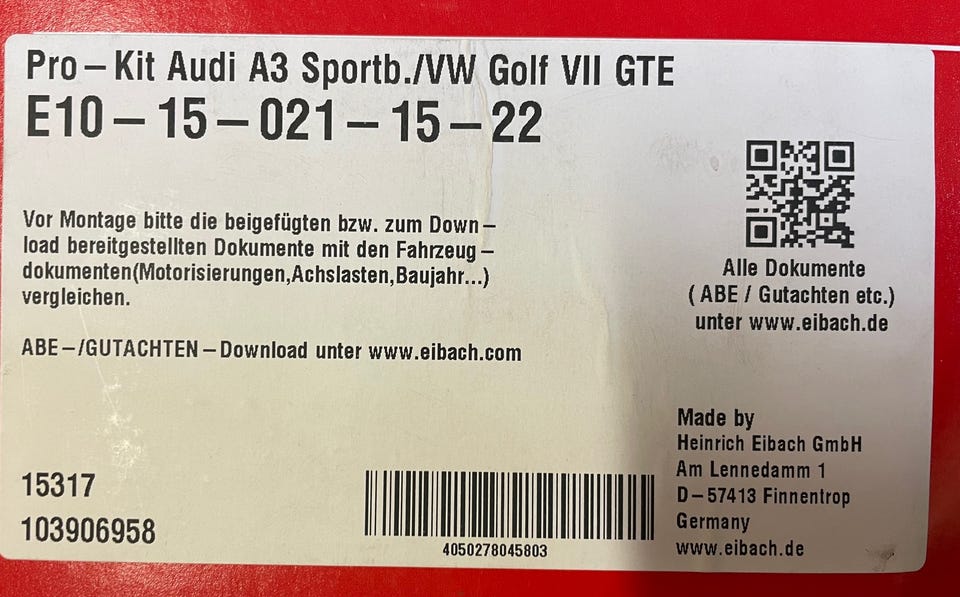 Pro-Kit Audi A3 Sportb./VW Golf VII GTE
E10-15-021-15-22
Vor Montage bitte die beigefügten bzw. zum Down-
load bereitgestellten Dokumente mit den Fahrzeug-
dokumenten(Motorisierungen,Achslasten,Baujahr...)
vergleichen.
ABE-/GUTACHTEN-Download unter www.eibach.com
Alle Dokumente
( ABE / Gutachten etc.)
unter www.eibach.de
15317
103906958
4050278045803
Made by
Heinrich Eibach GmbH
Am Lennedamm 1
D-57413 Finnentrop
Germany
www.eibach.de